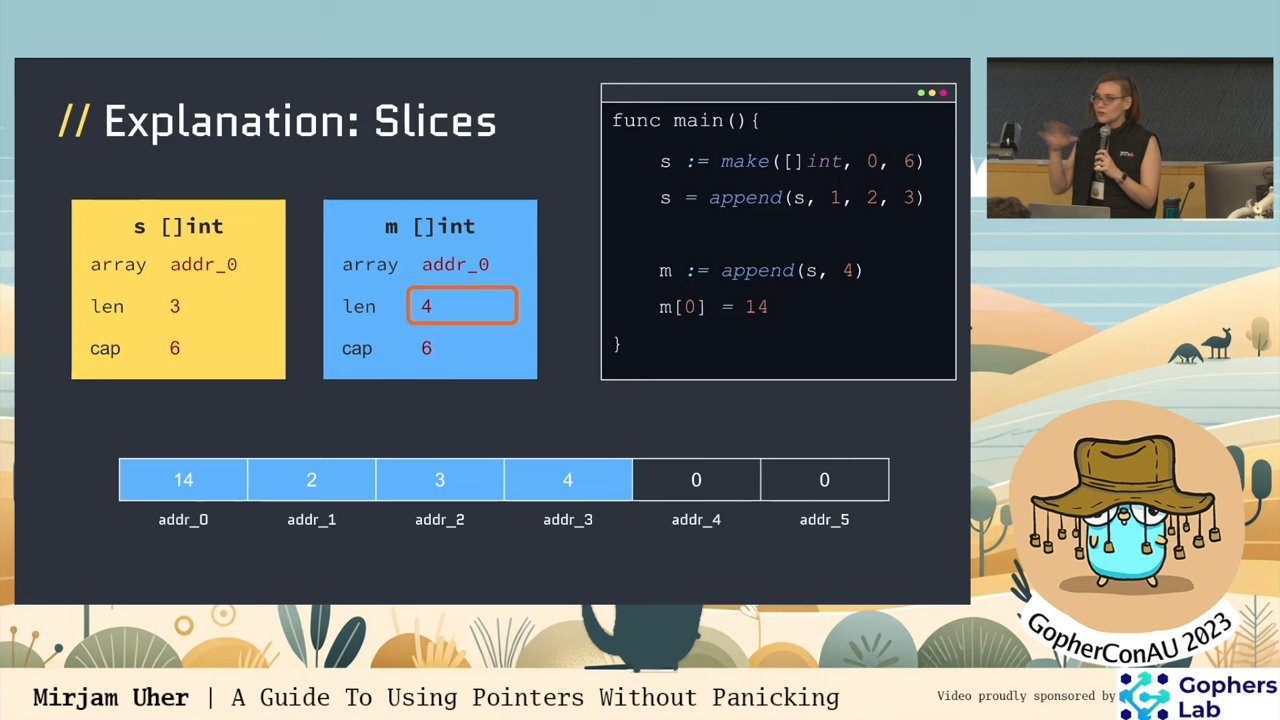 // Explanation: Slices
s []int
array addr_0
len 3
cap 6
m []int
array addr_0
len 4
cap 6
func main(){
s := make([]int, 0, 6)
s = append(s, 1, 2, 3)
m := append(s, 4)
m[0] = 14
}
14 2 3 4 0 0
addr_0 addr_1 addr_2 addr_3 addr_4 addr_5
GopherConAU 2023
Mirjam Uher | A Guide To Using Pointers Without Panicking
Video proudly sponsored by
Gophers
Lab